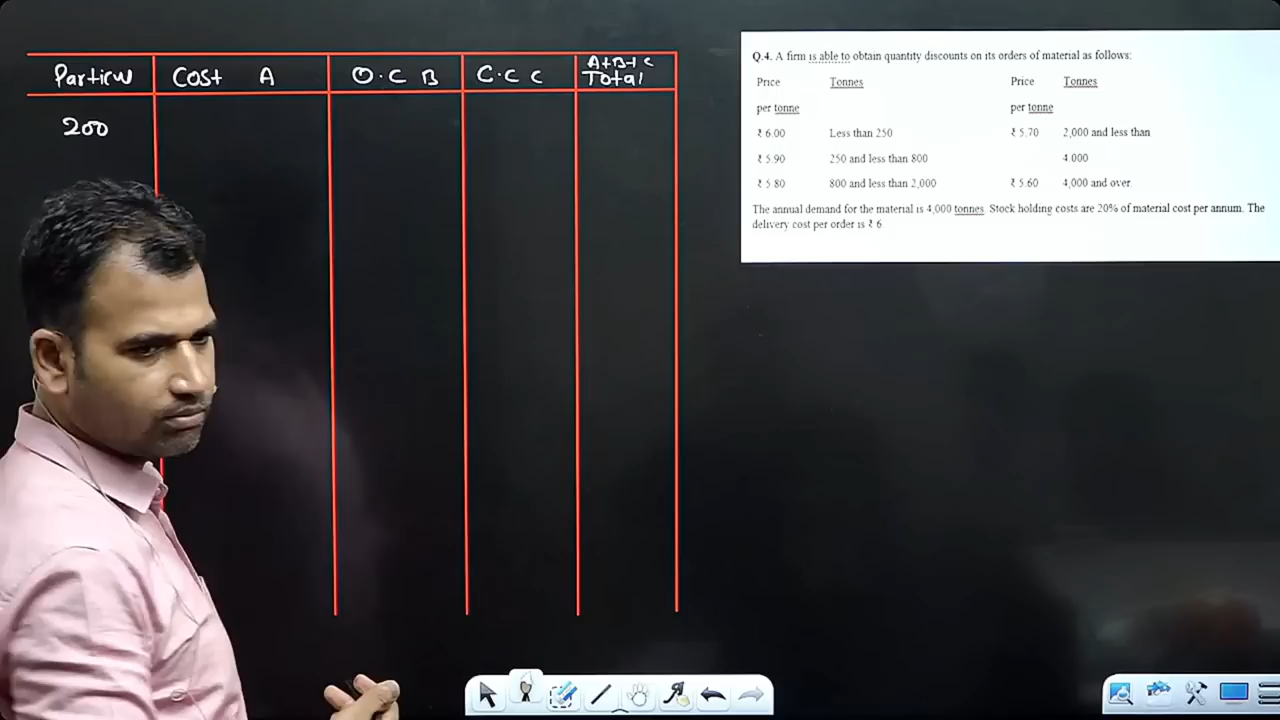 Particu
Cost A
O.C B
C.C C
A+B+C
Total
200
Q.4. A firm is able to obtain quantity discounts on its orders of material as follows:
Price Tonnes Price Tonnes
per tonne per tonne
₹ 6.00 Less than 250 ₹ 5.70 2,000 and less than
₹ 5.90 250 and less than 800 4.000
₹ 5.80 800 and less than 2,000 ₹ 5.60 4,000 and over
The annual demand for the material is 4,000 tonnes. Stock holding costs are 20% of material cost per annum. The
delivery cost per order is ₹ 6